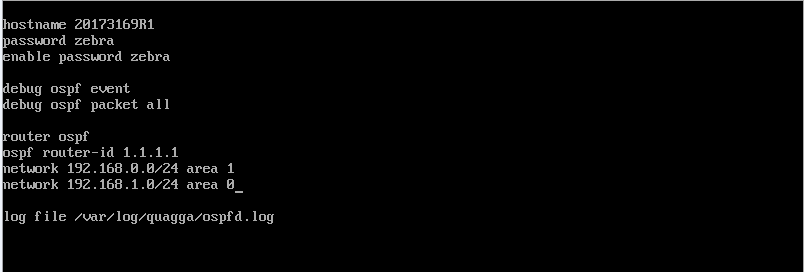 hostname 20173169R1
password zebra
enable password zebra
debug ospf event
debug ospf packet all
router ospf
ospf router-id 1.1.1.1
network 192.168.0.0/24 area 1
network 192.168.1.0/24 area 0_
log file /var/log/quagga/ospfd.log